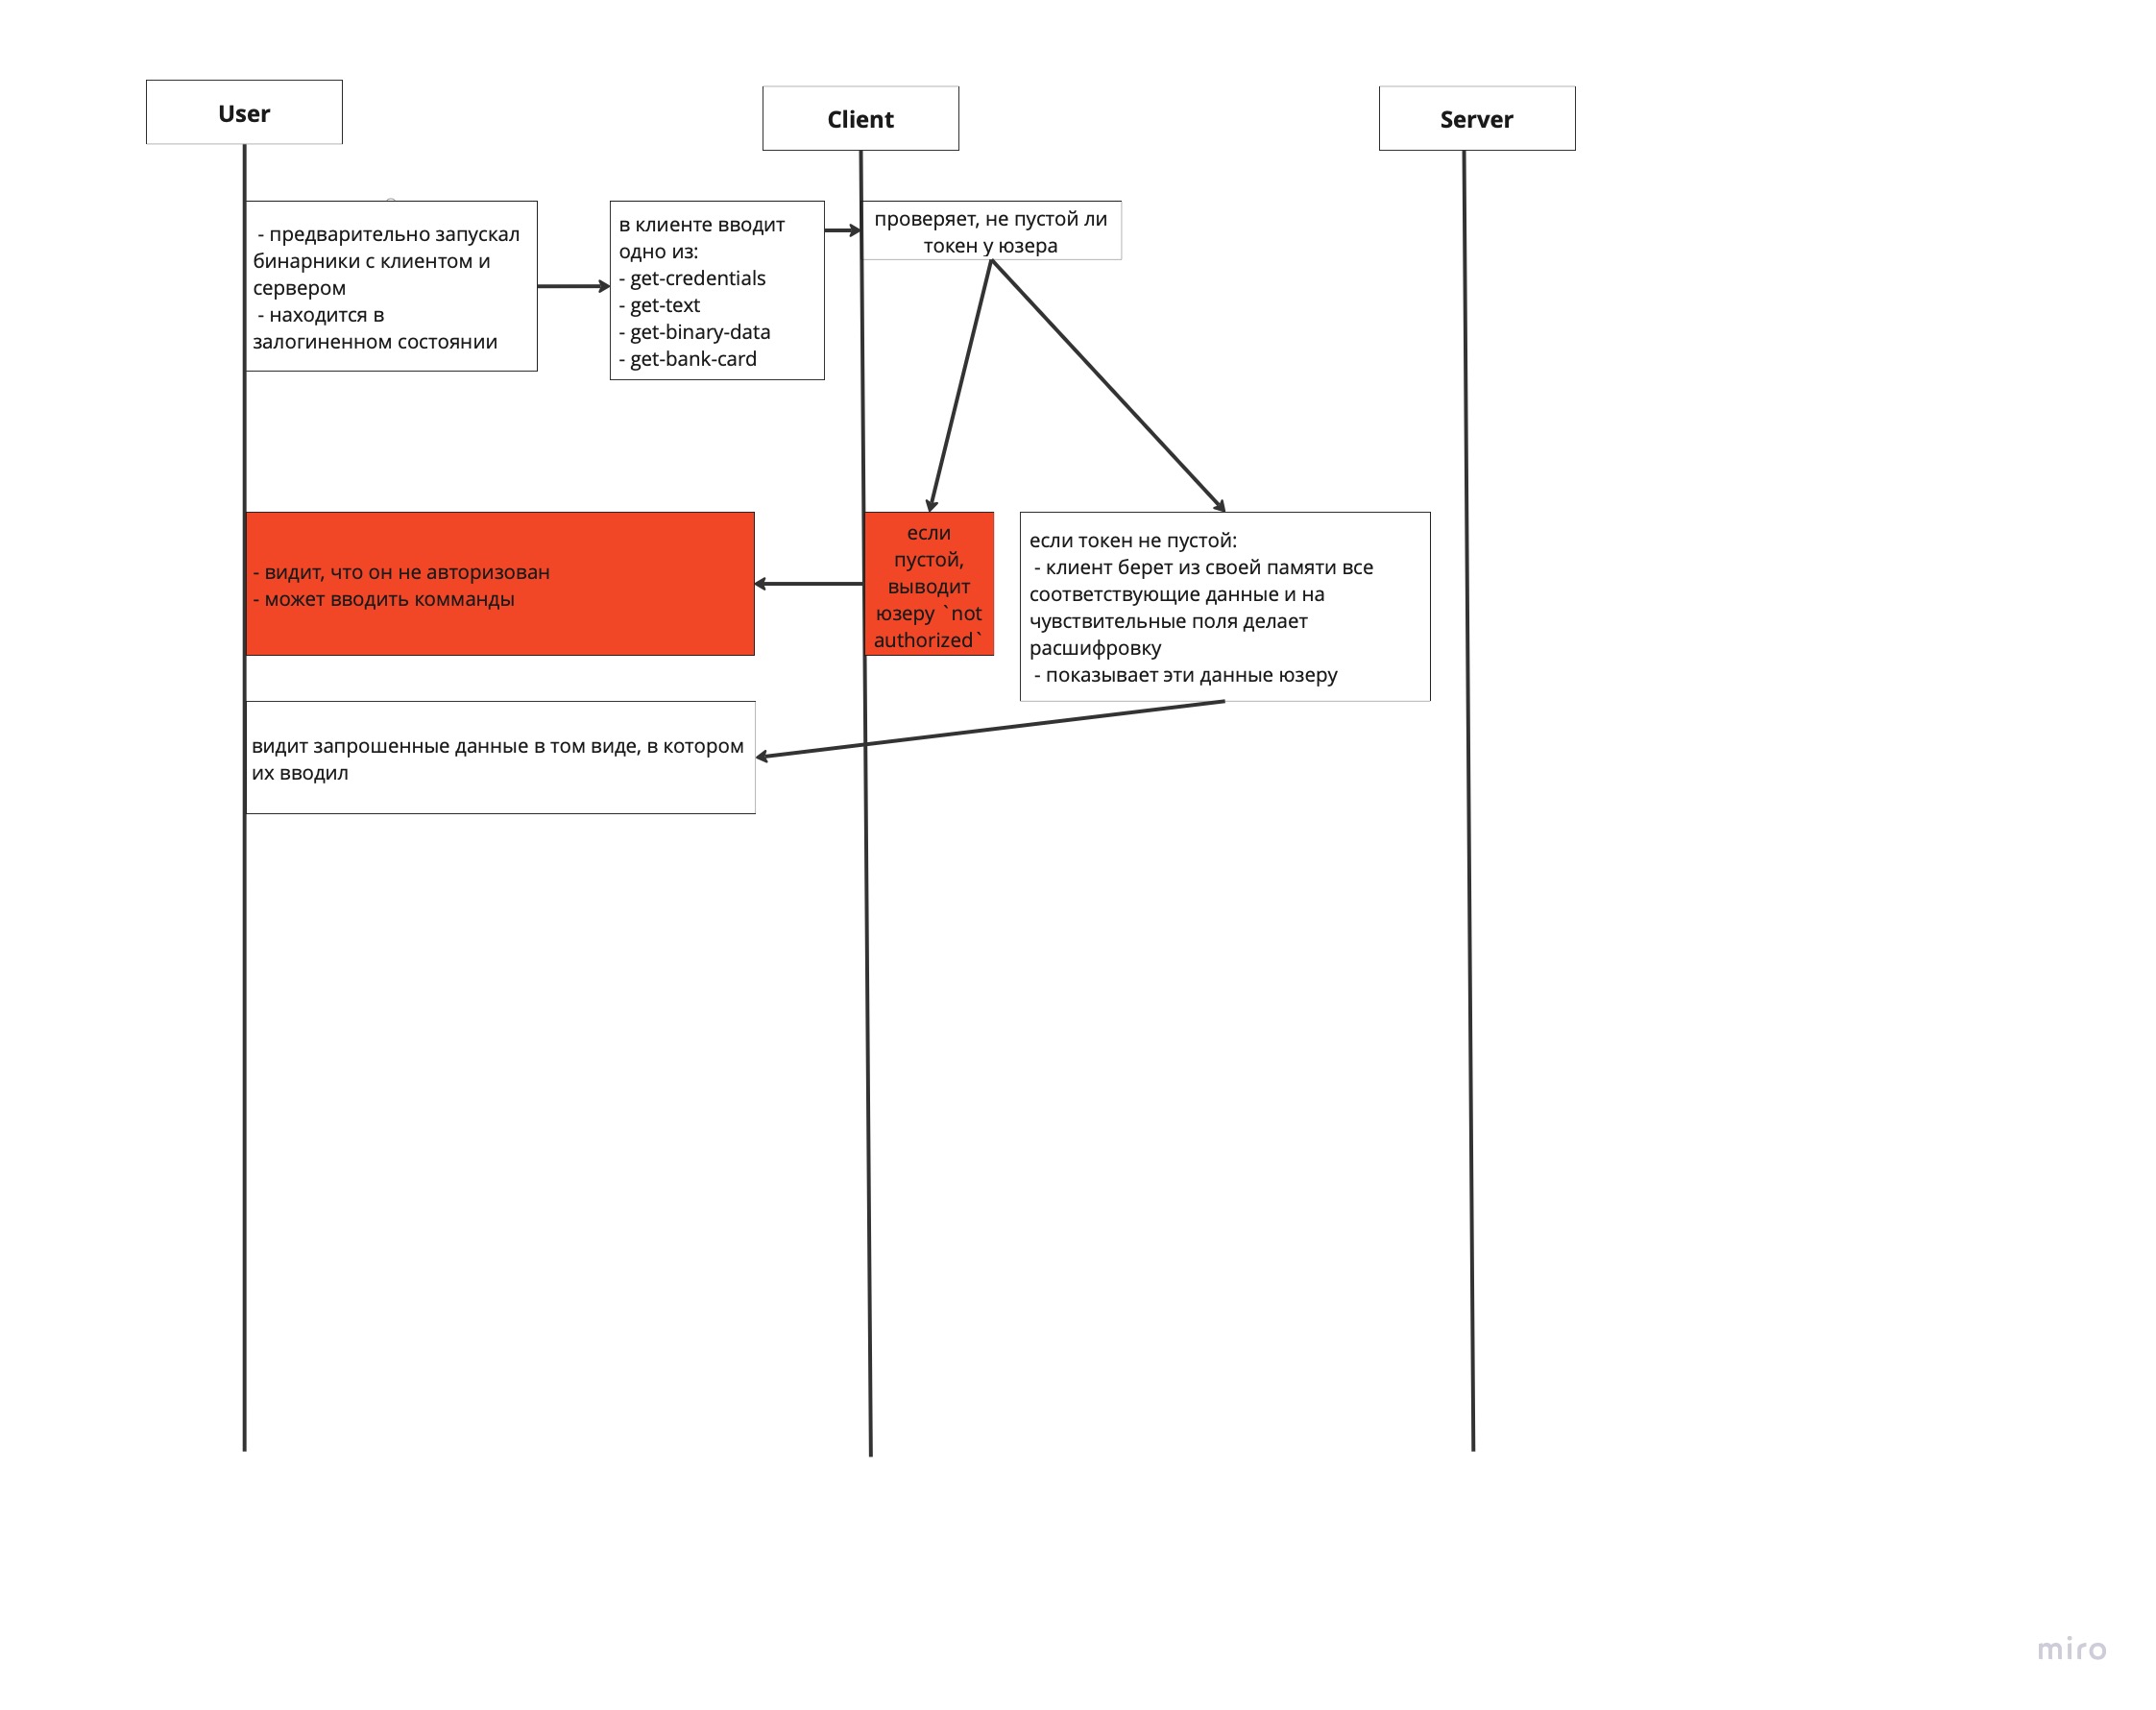 User
Client
Server
- предварительно запускал
бинарники с клиентом и
сервером
- находится в
залогиненном состоянии
в клиенте вводит
одно из:
- get-credentials
- get-text
- get-binary-data
- get-bank-card
проверяет, не пустой ли
токен у юзера
- видит, что он не авторизован
- может вводить комманды
если
пустой,
выводит
юзеру `not
authorized`
если токен не пустой:
- клиент берет из своей памяти все
соответствующие данные и на
чувствительные поля делает
расшифровку
- показывает эти данные юзеру
видит запрошенные данные в том виде, в котором
их вводил
miro